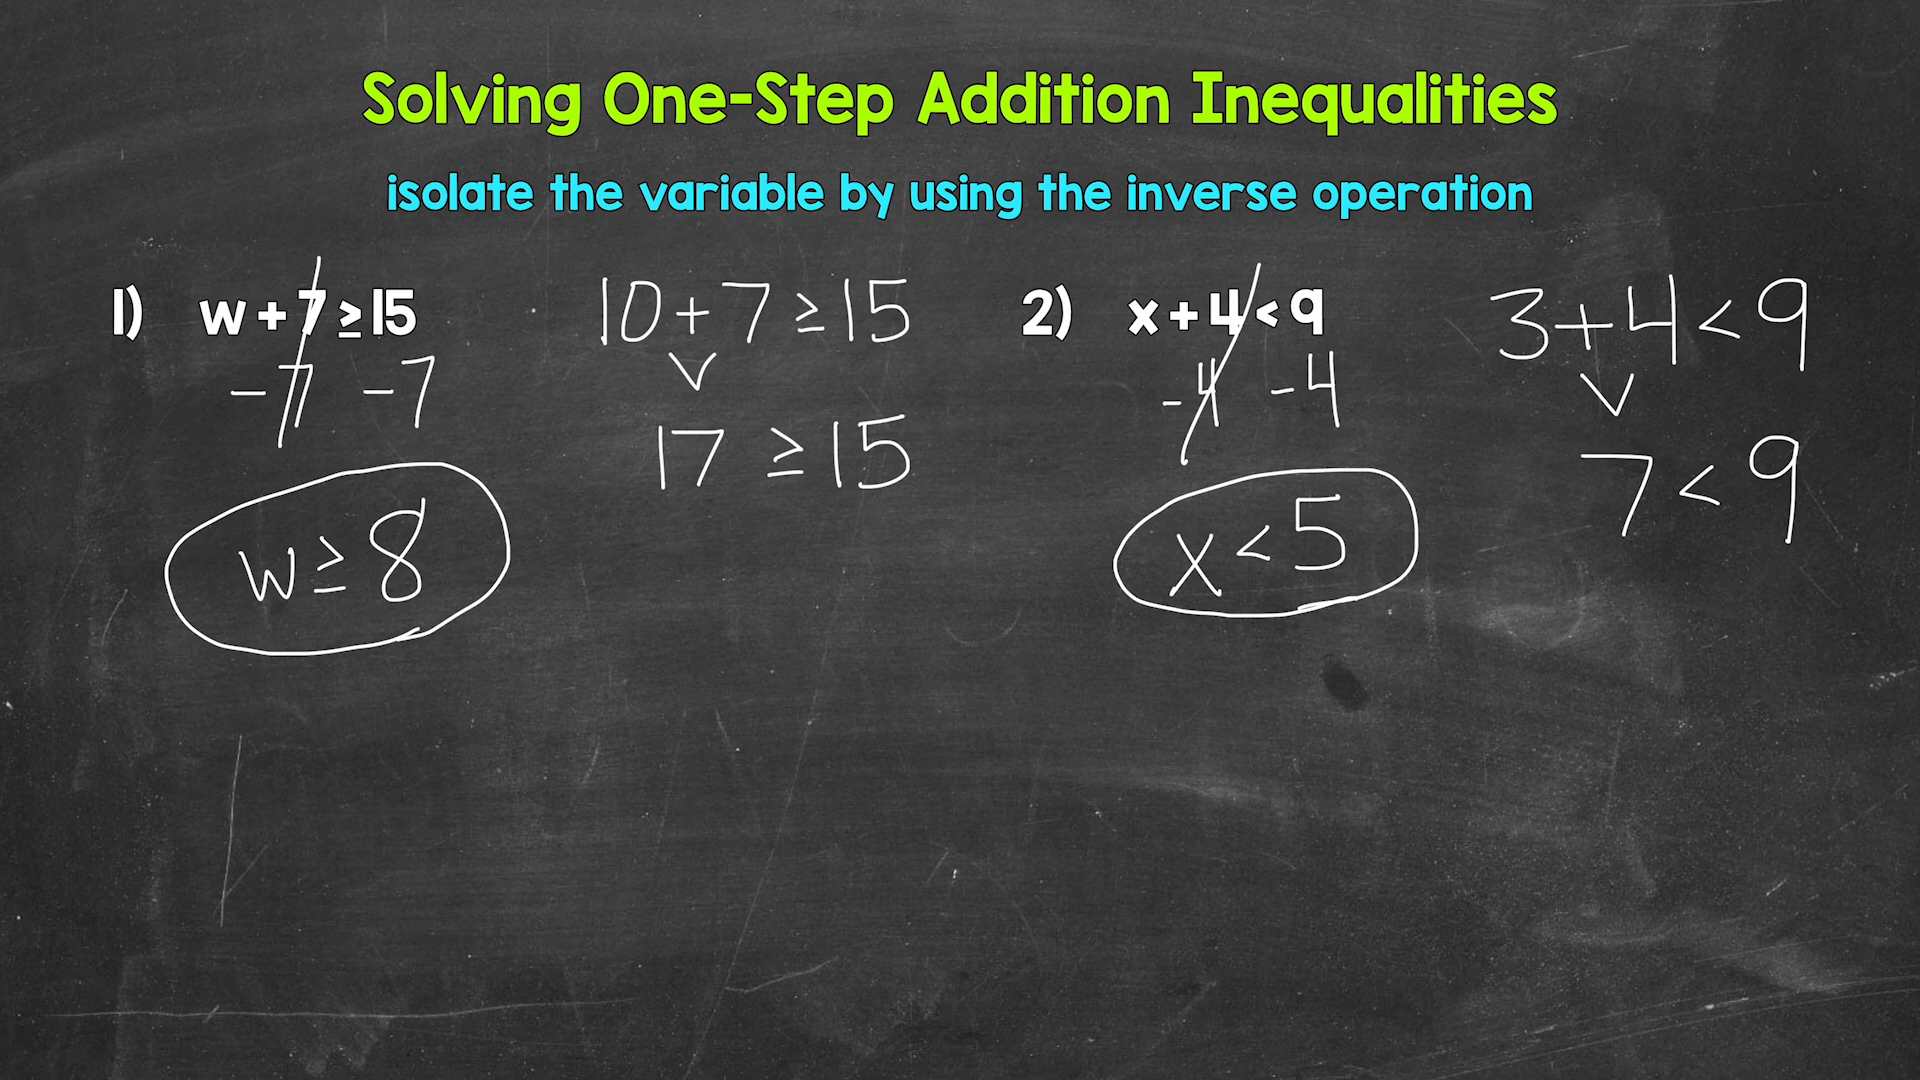 Solving One-Step Addition Inequalities
isolate the variable by using the inverse operation
1) w + 7 ≥ 15
-7 -7
w ≥ 8
10 + 7 ≥ 15
17 ≥ 15
2) x + 4 < 9
-4 -4
x < 5
3 + 4 < 9
7 < 9